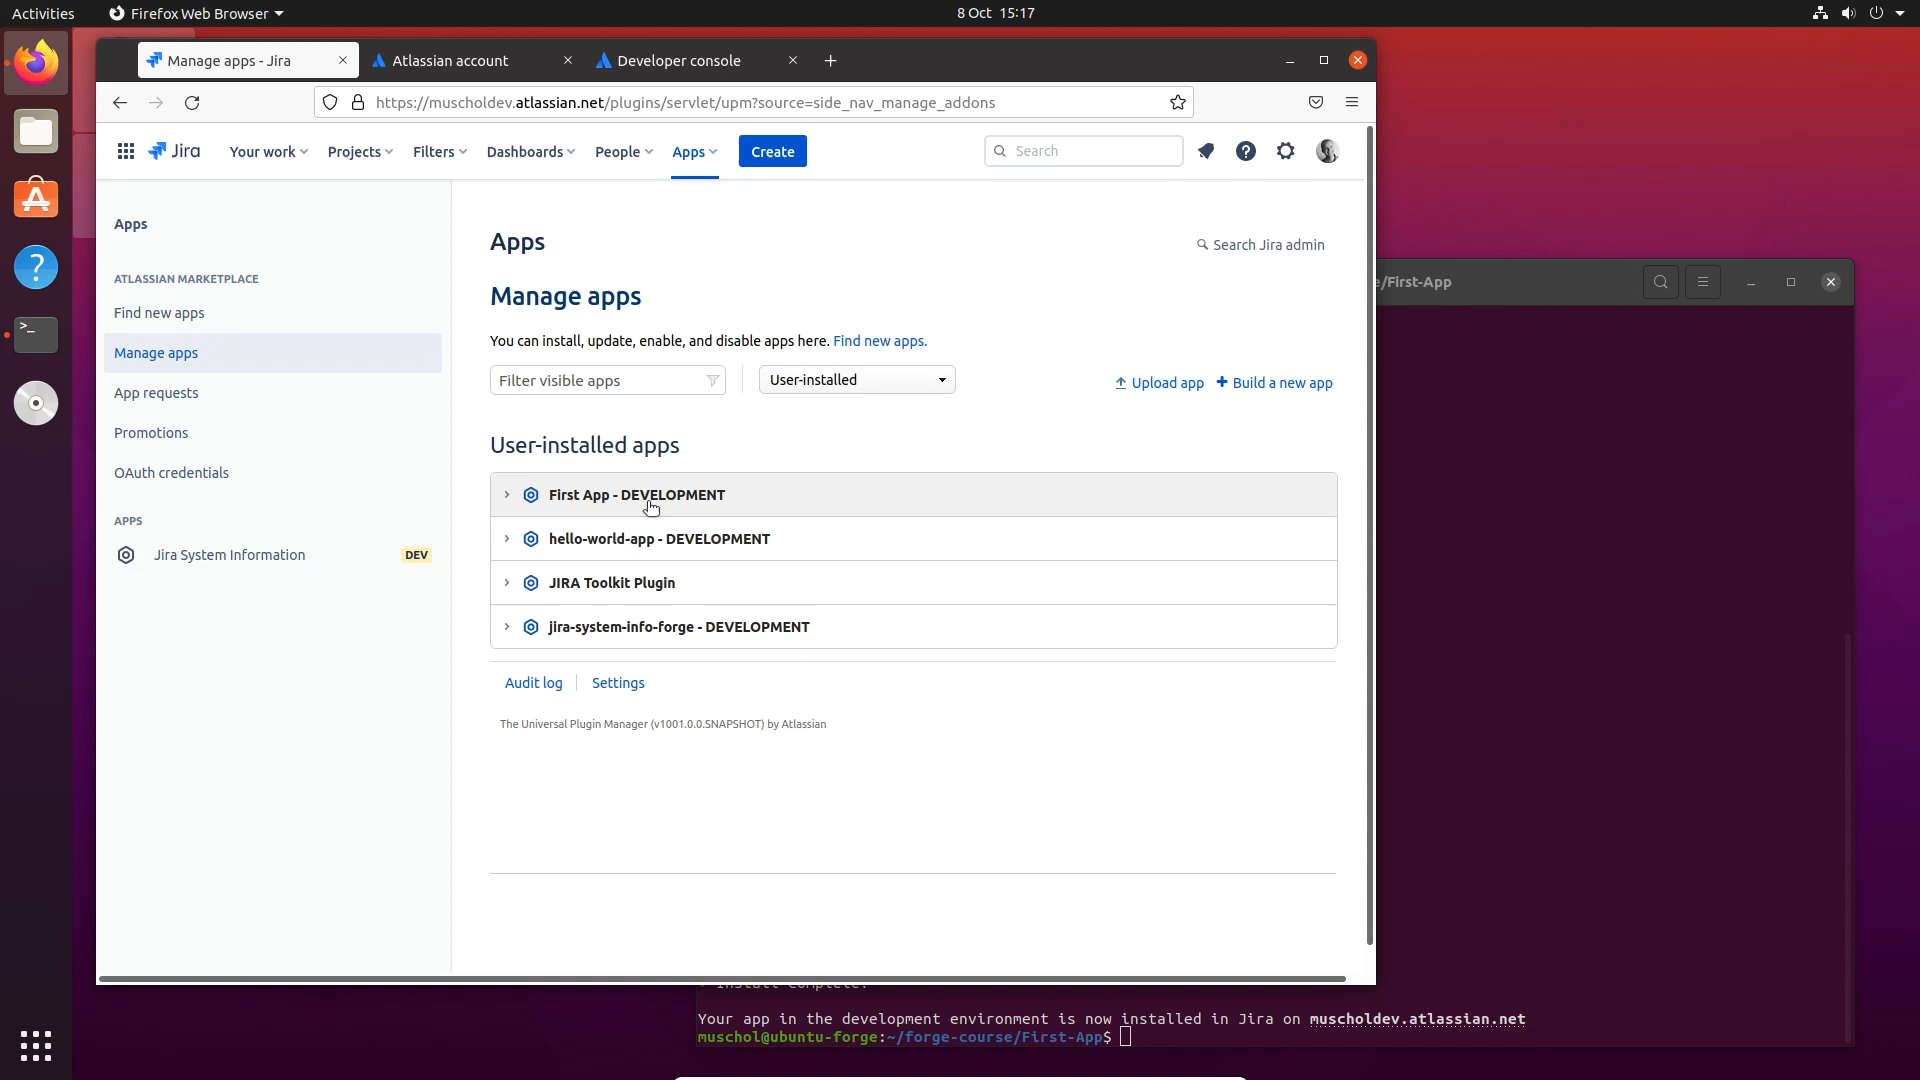 Activities
Firefox Web Browser
8 Oct 15:17
Manage apps - Jira
Atlassian account
Developer console
https://muscholdev.atlassian.net/plugins/servlet/upm?source=side_nav_manage_addons
Jira
Your work
Projects
Filters
Dashboards
People
Apps
Create
Search
Apps
ATLASSIAN MARKETPLACE
Find new apps
Manage apps
App requests
Promotions
OAuth credentials
APPS
Jira System Information
DEV
Apps
Search Jira admin
Manage apps
You can install, update, enable, and disable apps here. Find new apps.
Filter visible apps
User-installed
Upload app
Build a new app
User-installed apps
First App - DEVELOPMENT
hello-world-app - DEVELOPMENT
JIRA Toolkit Plugin
jira-system-info-forge - DEVELOPMENT
Audit log
Settings
The Universal Plugin Manager (v1001.0.0.SNAPSHOT) by Atlassian
/First-App
Your app in the development environment is now installed in Jira on muscholdev.atlassian.net
muschol@ubuntu-forge:~/forge-course/First-App$